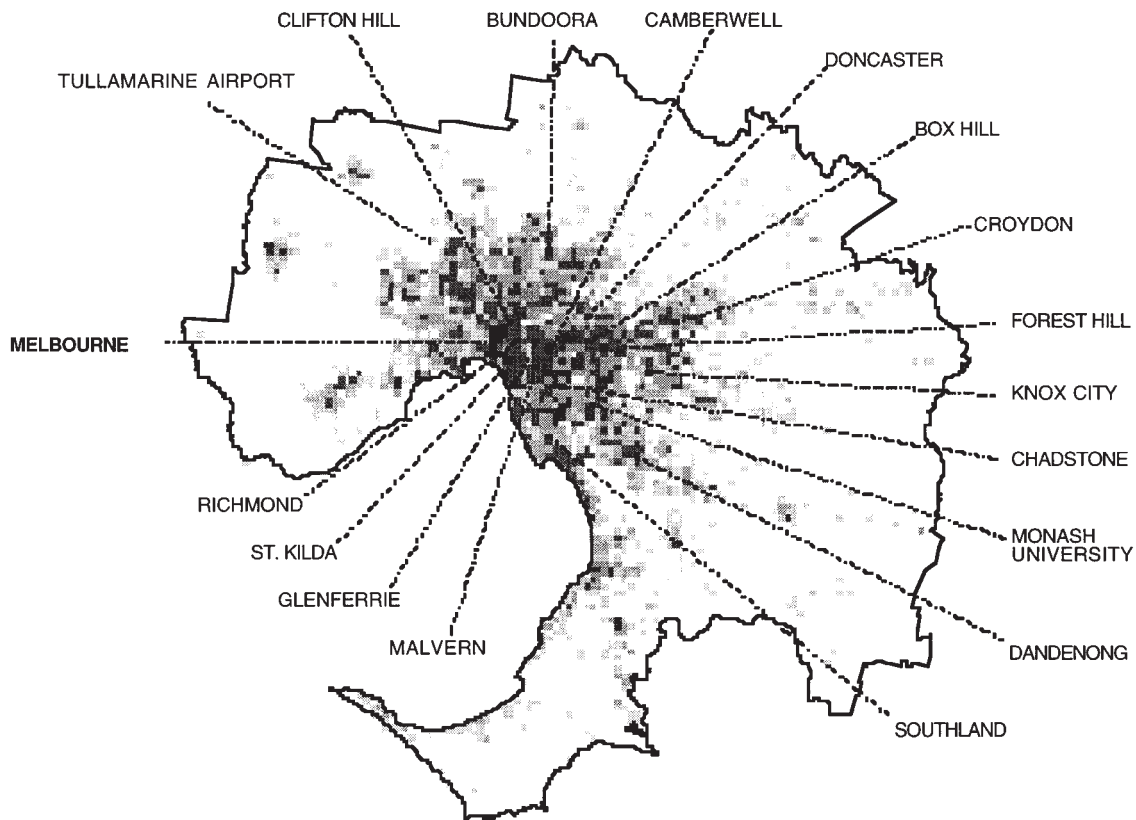 CLIFTON HILL
BUNDOORA
CAMBERWELL
TULLAMARINE AIRPORT
DONCASTER
BOX HILL
CROYDON
FOREST HILL
MELBOURNE
KNOX CITY
CHADSTONE
RICHMOND
MONASH
UNIVERSITY
ST. KILDA
GLENFERRIE
MALVERN
DANDENONG
SOUTHLAND